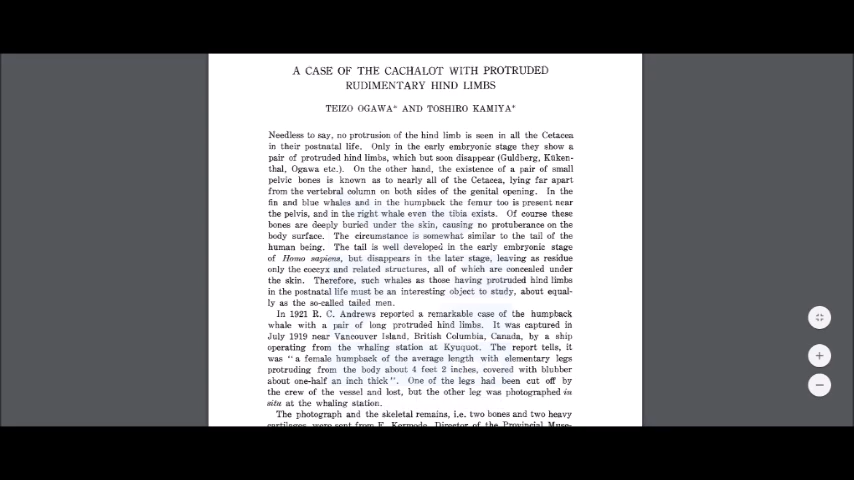 A CASE OF THE CACHALOT WITH PROTRUDED
RUDIMENTARY HIND LIMBS
TEIZO OGAWA* AND TOSHIRO KAMIYA*
Needless to say, no protrusion of the hind limb is seen in all the Cetacea
in their postnatal life. Only in the early embryonic stage they show a
pair of protruded hind limbs, which but soon disappear (Guldberg, Küken-
thal, Ogawa etc.). On the other hand, the existence of a pair of small
pelvic bones is known as to nearly all of the Cetacea, lying far apart
from the vertebral column on both sides of the genital opening. In the
fin and blue whales and in the humpback the femur too is present near
the pelvis, and in the right whale even the tibia exists. Of course these
bones are deeply buried under the skin, causing no protuberance on the
body surface. The circumstance is somewhat similar to the tail of the
human being. The tail is well developed in the early embryonic stage
of Homo sapiens, but disappears in the later stage, leaving as residue
only the coccyx and related structures, all of which are concealed under
the skin. Therefore, such whales as those having protruded hind limbs
in the postnatal life must be an interesting object to study, about equal-
ly as the so-called tailed men.
In 1921 R. C. Andrews reported a remarkable case of the humpback
whale with a pair of long protruded hind limbs. It was captured in
July 1919 near Vancouver Island, British Columbia, Canada, by a ship
operating from the whaling station at Kyuquot. The report tells, it
was "a female humpback of the average length with elementary legs
protruding from the body about 4 feet 2 inches, covered with blubber
about one-half an inch thick". One of the legs had been cut off by
the crew of the vessel and lost, but the other leg was photographed in
situ at the whaling station.
The photograph and the skeletal remains, i.e. two bones and two heavy
cartilages, were sent from F. Kermode, Director of the Provincial Muse-